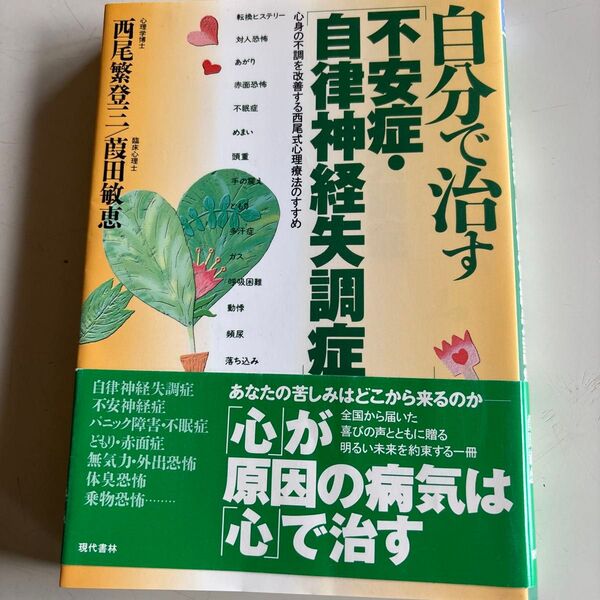 自分で治す
「不安症・
自律神経失調症」
心身の不調を改善する西尾式心理療法のすすめ
転換ヒステリー
対人恐怖
あがり
赤面恐怖
不眠症
めまい
頭重
手の震え
どもり
多汗症
ガス
呼吸困難
動悸
頻尿
落ち込み
心理学博士
西尾繁登三/
臨床心理士
葭田敏恵
あなたの苦しみはどこから来るのか——
「心」が
全国から届いた
喜びの声とともに贈る
明るい未来を約束する一冊
原因の病気は
「心」で治す
自律神経失調症
不安神経症
パニック障害・不眠症
どもり・赤面症
無気力・外出恐怖
体臭恐怖
乗物恐怖………
現代書林